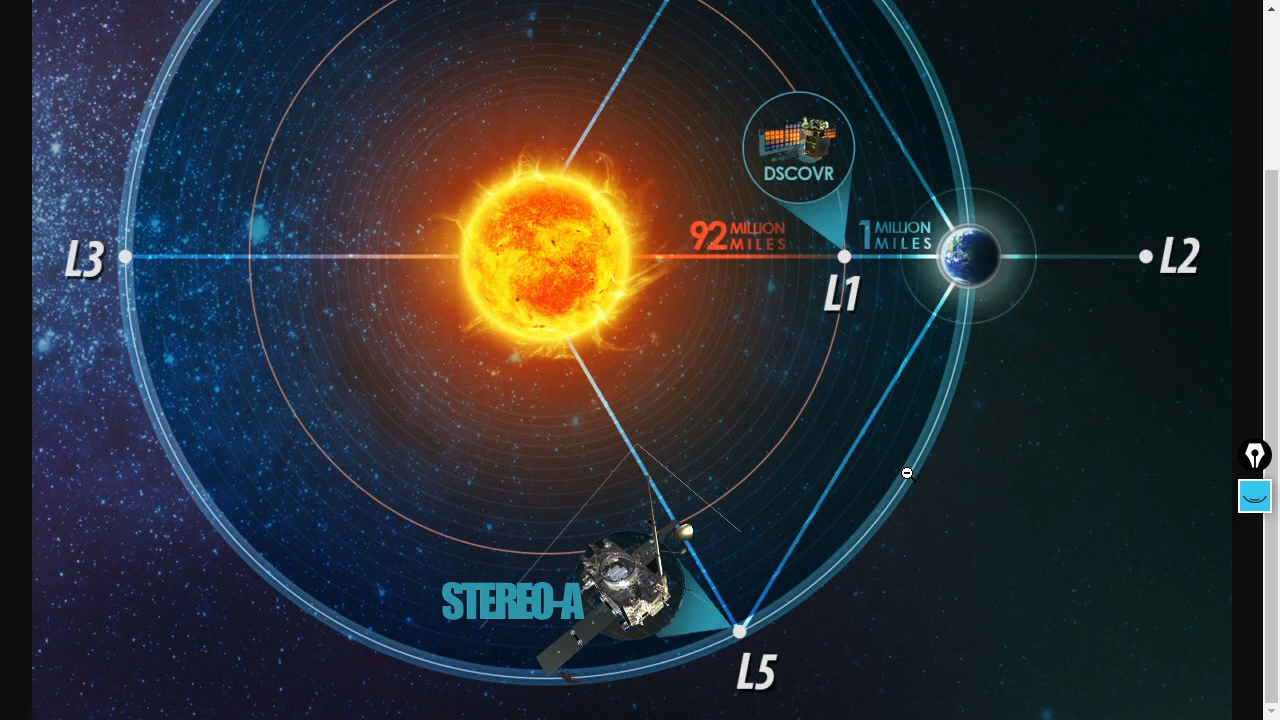 DSCOVR
92 MILLION
MILES
1 MILLION
MILES
L3
L2
L1
STEREO-A
L5